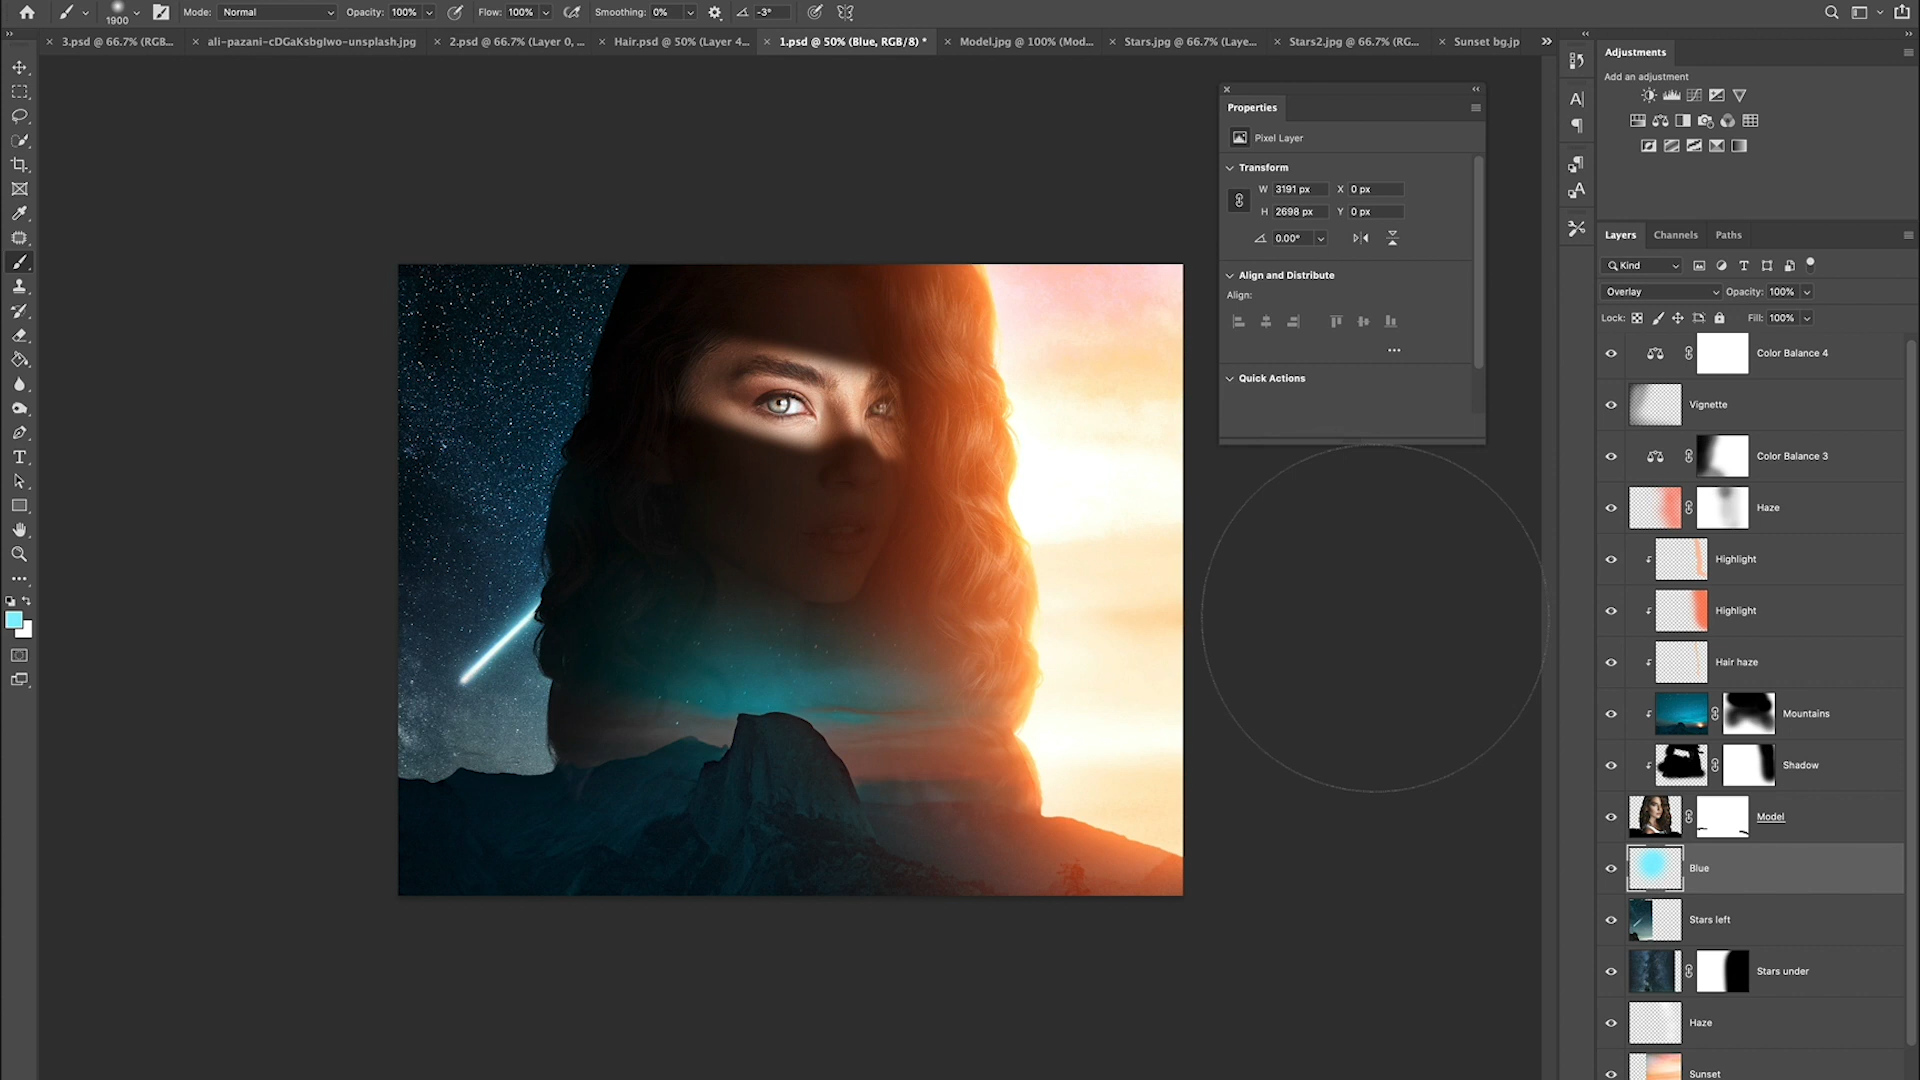 1900
Mode: Normal
Opacity: 100%
Flow: 100%
Smoothing: 0%
-3°
3.psd @ 66.7% (RGB...
ali-pazani-cDGaKsbgIwo-unsplash.jpg
2.psd @ 66.7% (Layer 0, ...
Hair.psd @ 50% (Layer 4...
1.psd @ 50% (Blue, RGB/8) *
Model.jpg @ 100% (Mod...
Stars.jpg @ 66.7% (Laye...
Stars2.jpg @ 66.7% (RG...
Sunset bg.jp
Properties
Pixel Layer
Transform
W 3191 px X 0 px
H 2698 px Y 0 px
0.00°
Align and Distribute
Align:
Quick Actions
Adjustments
Add an adjustment
Layers Channels Paths
Kind
Overlay Opacity: 100%
Lock: Fill: 100%
Color Balance 4
Vignette
Color Balance 3
Haze
Highlight
Highlight
Hair haze
Mountains
Shadow
Model
Blue
Stars left
Stars under
Haze
Sunset